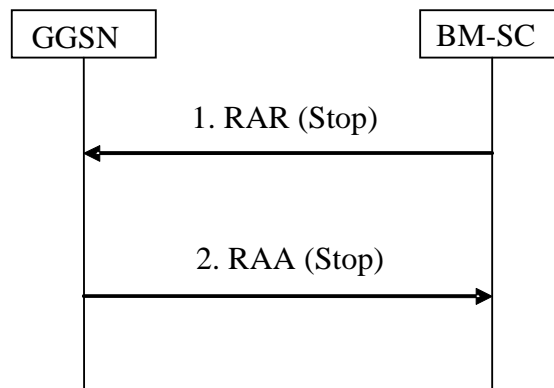 GGSN
BM-SC
1. RAR (Stop)
2. RAA (Stop)